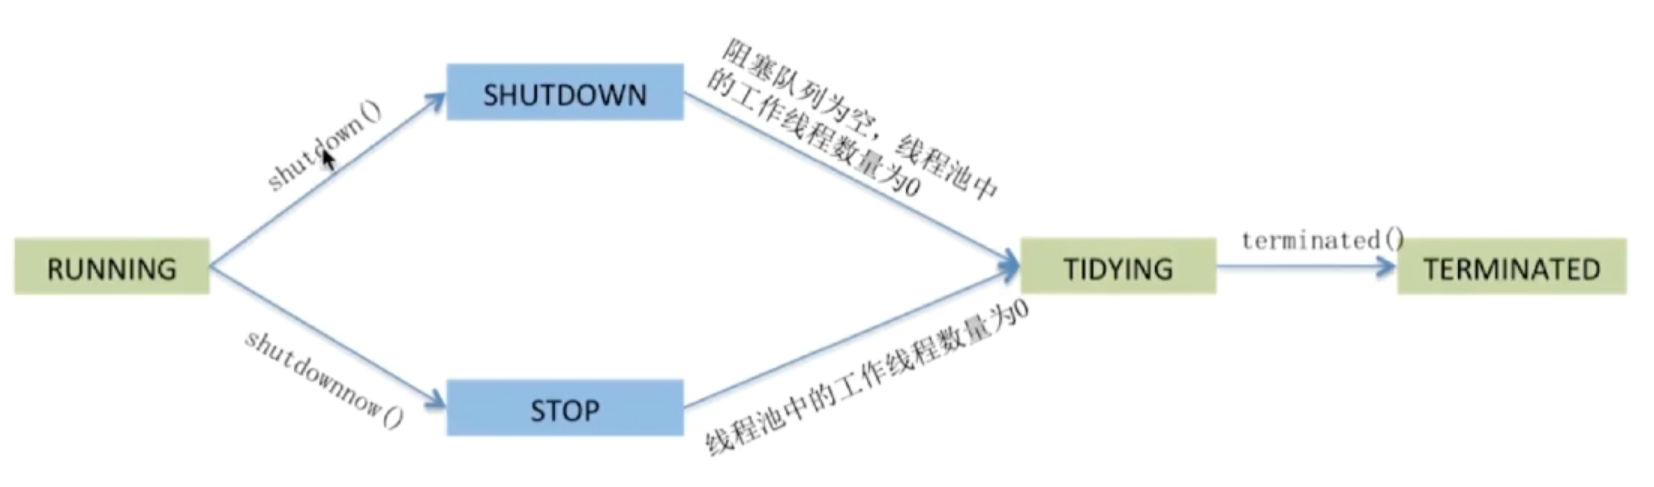 shutdown()
SHUTDOWN
阻塞队列为空，线程池中
的工作线程数量为0
RUNNING
TIDYING
terminated()
TERMINATED
shutdownnow()
STOP
线程池中的工作线程数量为0